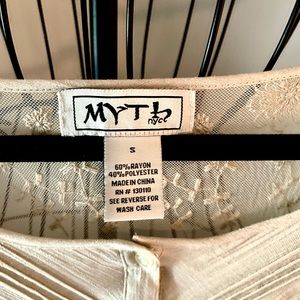 MYTH
nyc
S
60%RAYON
40%POLYESTER
MADE IN CHINA
RN # 130110
SEE REVERSE FOR
WASH CARE